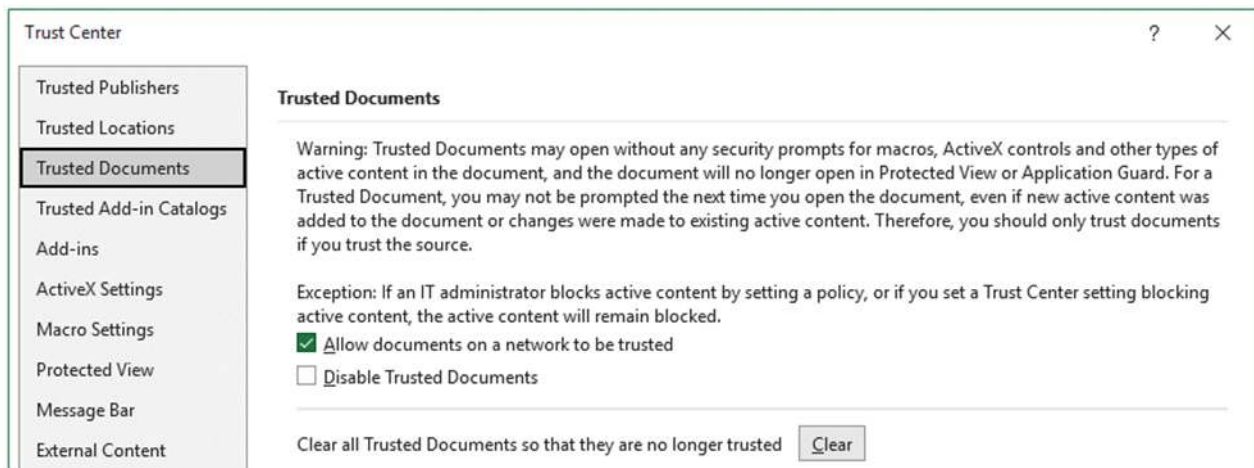 Trust Center
?
Trusted Publishers
Trusted Locations
Trusted Documents
Trusted Add-in Catalogs
Add-ins
ActiveX Settings
Macro Settings
Protected View
Message Bar
External Content
Trusted Documents
Warning: Trusted Documents may open without any security prompts for macros, ActiveX controls and other types of
active content in the document, and the document will no longer open in Protected View or Application Guard. For a
Trusted Document, you may not be prompted the next time you open the document, even if new active content was
added to the document or changes were made to existing active content. Therefore, you should only trust documents
if you trust the source.
Exception: If an IT administrator blocks active content by setting a policy, or if you set a Trust Center setting blocking
active content, the active content will remain blocked.
Allow documents on a network to be trusted
Disable Trusted Documents
Clear all Trusted Documents so that they are no longer trusted Clear